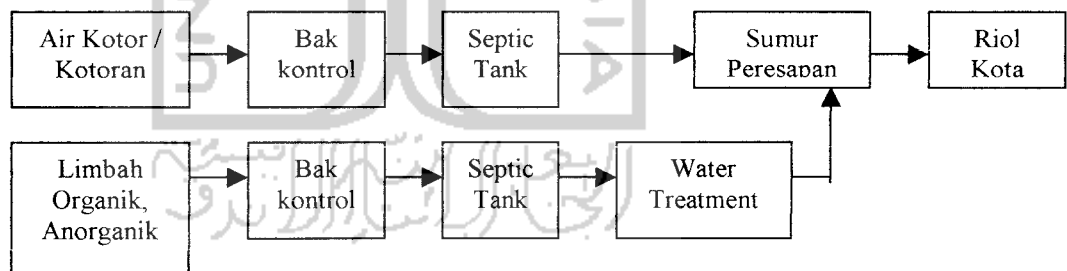 Air Kotor /
Kotoran
Bak
kontrol
Septic
Tank
Sumur
Peresapan
Riol
Kota
Limbah
Organik,
Anorganik
Bak
kontrol
Septic
Tank
Water
Treatment